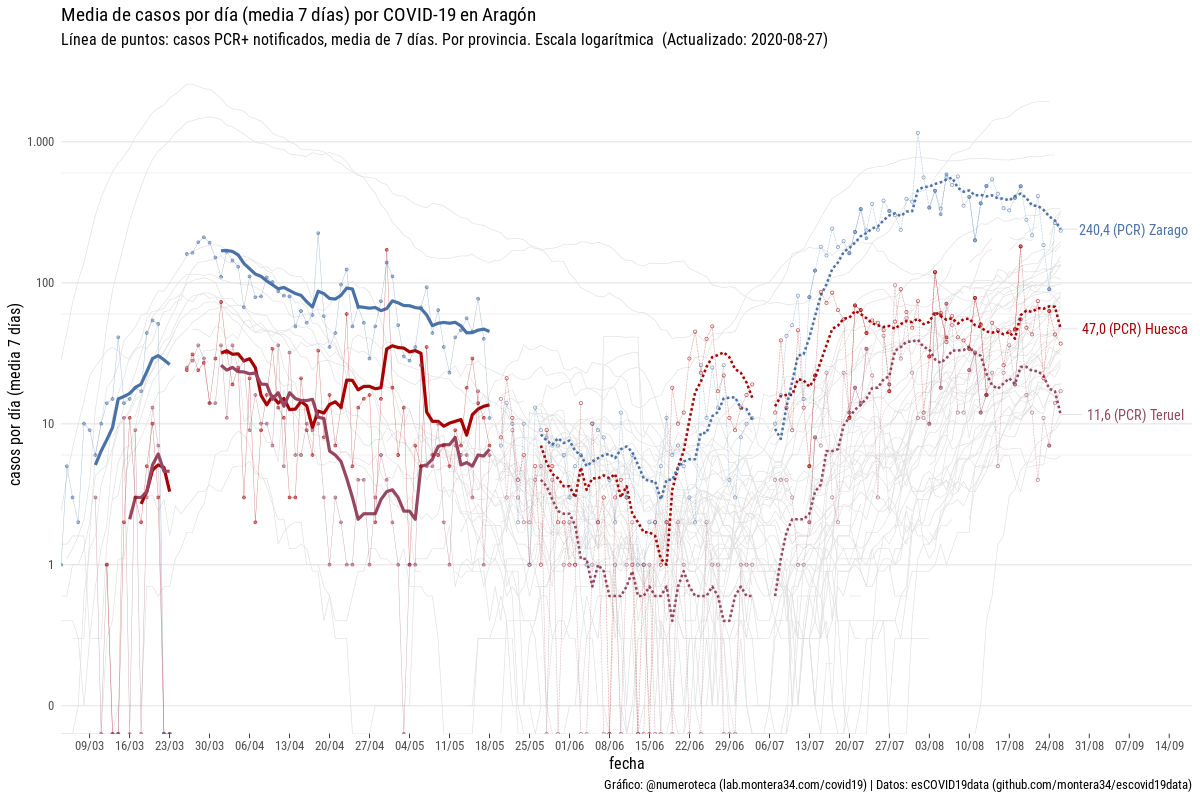 Media de casos por día (media 7 días) por COVID-19 en Aragón
Línea de puntos: casos PCR+ notificados, media de 7 días. Por provincia. Escala logarítmica (Actualizado: 2020-08-27)
casos por día (media 7 días)
1.000
100
10
1
0
240,4 (PCR) Zarago
47,0 (PCR) Huesca
11,6 (PCR) Teruel
09/03 16/03 23/03 30/03 06/04 13/04 20/04 27/04 04/05 11/05 18/05 25/05 01/06 08/06 15/06 22/06 29/06 06/07 13/07 20/07 27/07 03/08 10/08 17/08 24/08 31/08 07/09 14/09
fecha
Gráfico: @numeroteca (lab.montera34.com/covid19) | Datos: esCOVID19data (github.com/montera34/escovid19data)